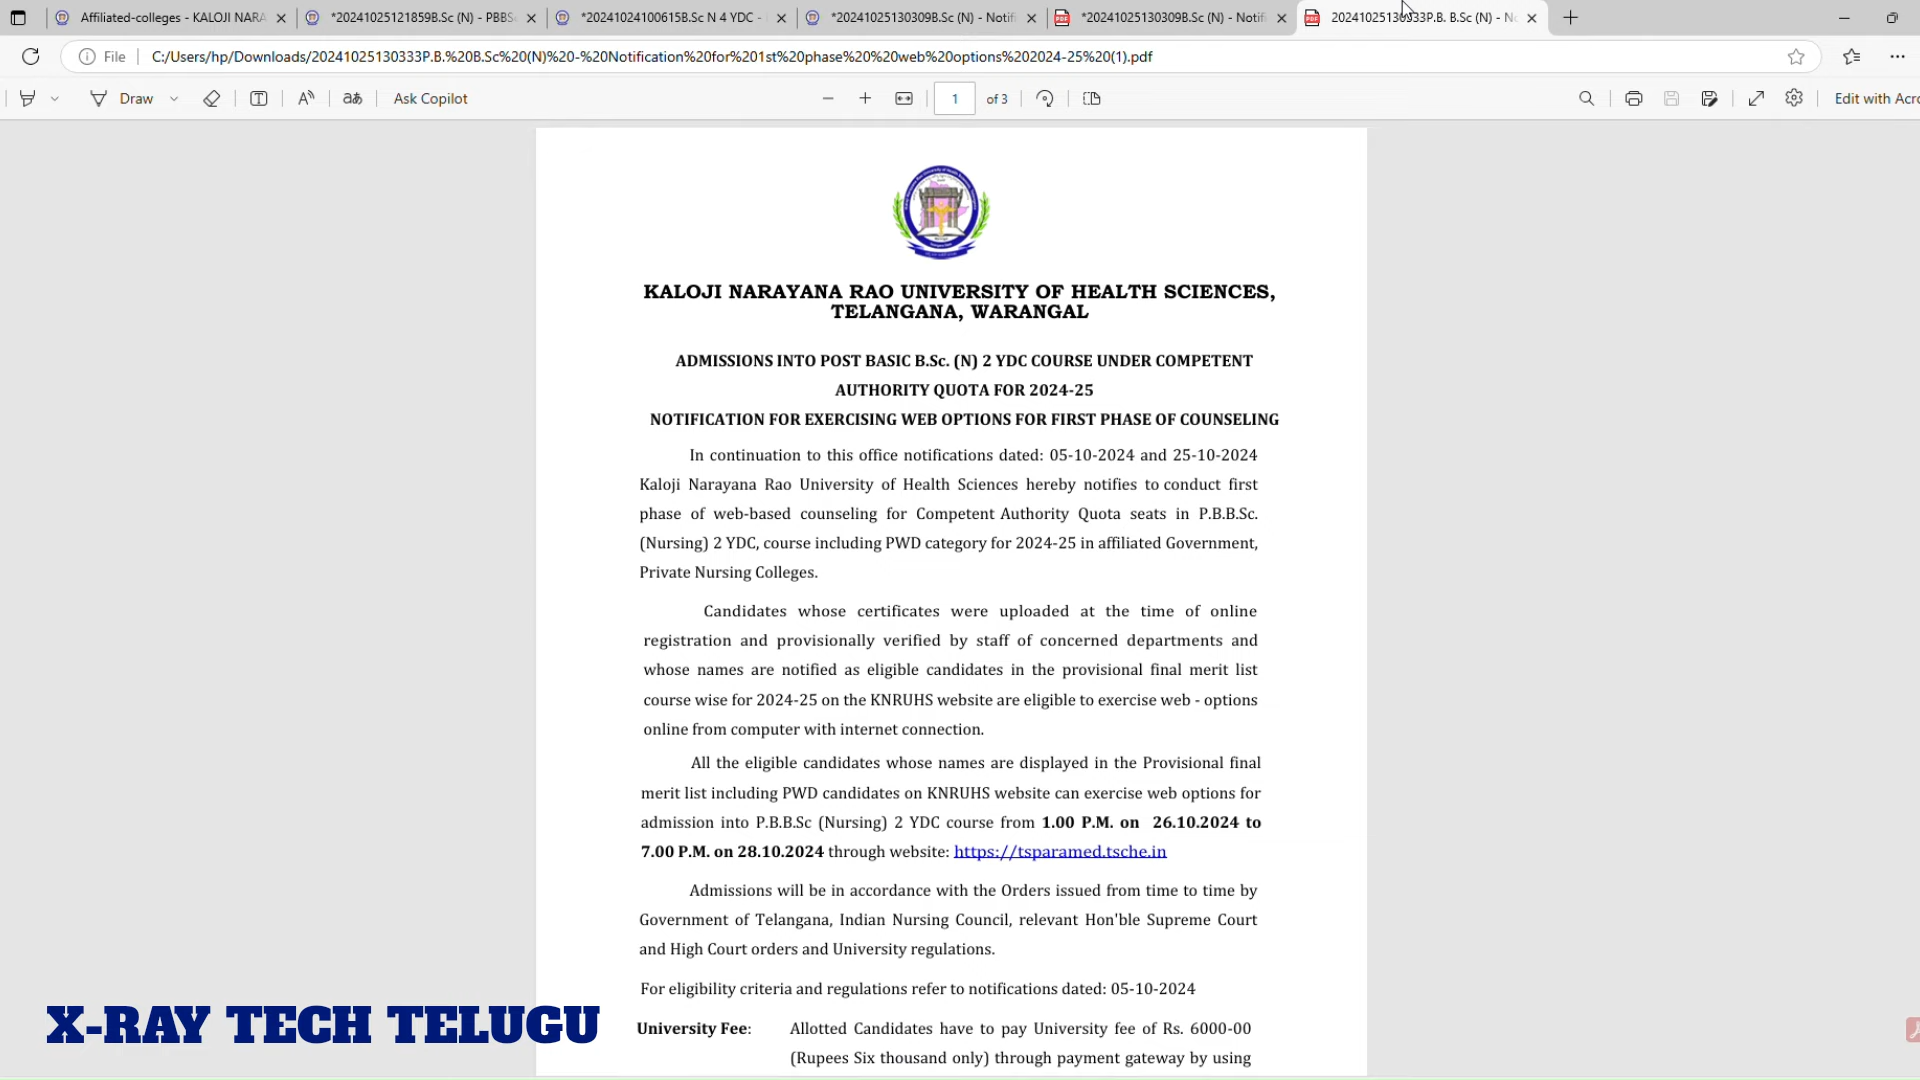 Affiliated-colleges - KALOJI NARA
*20241025121859B.Sc (N) - PBBS
*20241024100615B.Sc N 4 YDC -
*20241025130309B.Sc (N) - Notifi
*20241025130309B.Sc (N) - Notifi
20241025130333P.B. B.Sc (N) - No
File
C:/Users/hp/Downloads/20241025130333P.B.%20B.Sc%20(N)%20-%20Notification%20for%201st%20phase%20%20web%20options%202024-25%20(1).pdf
Draw
Ask Copilot
1 of 3
Edit with Acro
KALOJI NARAYANA RAO UNIVERSITY OF HEALTH SCIENCES,
TELANGANA, WARANGAL
ADMISSIONS INTO POST BASIC B.Sc. (N) 2 YDC COURSE UNDER COMPETENT
AUTHORITY QUOTA FOR 2024-25
NOTIFICATION FOR EXERCISING WEB OPTIONS FOR FIRST PHASE OF COUNSELING
In continuation to this office notifications dated: 05-10-2024 and 25-10-2024
Kaloji Narayana Rao University of Health Sciences hereby notifies to conduct first
phase of web-based counseling for Competent Authority Quota seats in P.B.B.Sc.
(Nursing) 2 YDC, course including PWD category for 2024-25 in affiliated Government,
Private Nursing Colleges.
Candidates whose certificates were uploaded at the time of online
registration and provisionally verified by staff of concerned departments and
whose names are notified as eligible candidates in the provisional final merit list
course wise for 2024-25 on the KNRUHS website are eligible to exercise web - options
online from computer with internet connection.
All the eligible candidates whose names are displayed in the Provisional final
merit list including PWD candidates on KNRUHS website can exercise web options for
admission into P.B.B.Sc (Nursing) 2 YDC course from 1.00 P.M. on 26.10.2024 to
7.00 P.M. on 28.10.2024 through website: https://tsparamed.tsche.in
Admissions will be in accordance with the Orders issued from time to time by
Government of Telangana, Indian Nursing Council, relevant Hon'ble Supreme Court
and High Court orders and University regulations.
For eligibility criteria and regulations refer to notifications dated: 05-10-2024
University Fee: Allotted Candidates have to pay University fee of Rs. 6000-00
(Rupees Six thousand only) through payment gateway by using
X-RAY TECH TELUGU